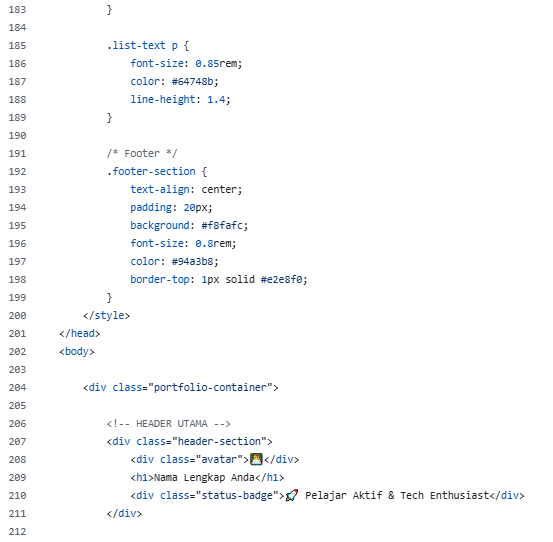 183 }
184
185 .list-text p {
186 font-size: 0.85rem;
187 color: #64748b;
188 line-height: 1.4;
189 }
190
191 /* Footer */
192 .footer-section {
193 text-align: center;
194 padding: 20px;
195 background: #f8fafc;
196 font-size: 0.8rem;
197 color: #94a3b8;
198 border-top: 1px solid #e2e8f0;
199 }
200 </style>
201 </head>
202 <body>
203
204 <div class="portfolio-container">
205
206 <!-- HEADER UTAMA -->
207 <div class="header-section">
208 <div class="avatar">👨‍💻</div>
209 <h1>Nama Lengkap Anda</h1>
210 <div class="status-badge">🚀 Pelajar Aktif & Tech Enthusiast</div>
211 </div>
212